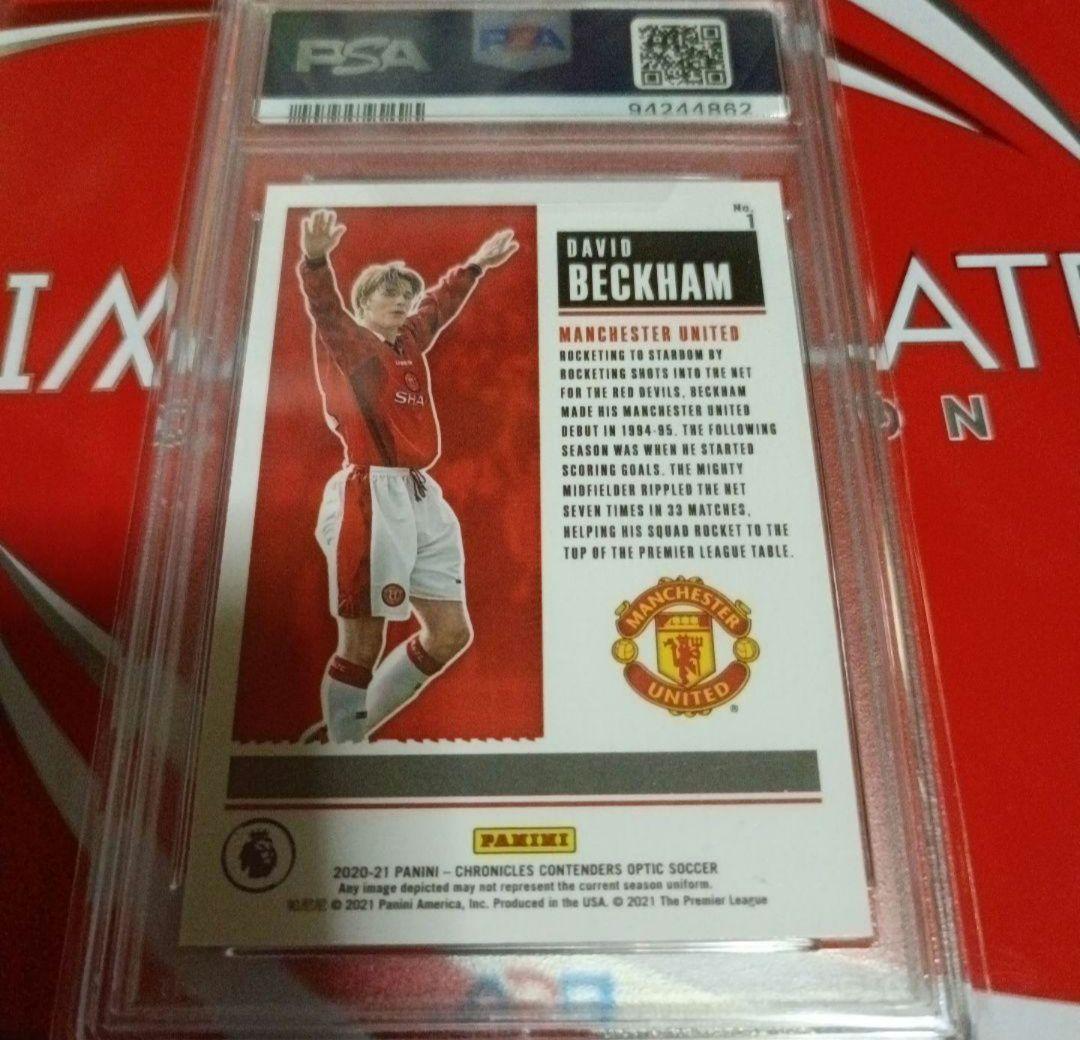 PSA PSA
94244862
No.
1
DAVID
BECKHAM
MANCHESTER UNITED
ROCKETING TO STARDOM BY
ROCKETING SHOTS INTO THE NET
FOR THE RED DEVILS, BECKHAM
MADE HIS MANCHESTER UNITED
DEBUT IN 1994-95. THE FOLLOWING
SEASON WAS WHEN HE STARTED
SCORING GOALS. THE MIGHTY
MIDFIELDER RIPPLED THE NET
SEVEN TIMES IN 33 MATCHES,
HELPING HIS SQUAD ROCKET TO THE
TOP OF THE PREMIER LEAGUE TABLE.
SHA
MANCHESTER
UNITED
®
PANINI
2020-21 PANINI – CHRONICLES CONTENDERS OPTIC SOCCER
Any image depicted may not represent the current season uniform.
© 2021 Panini America, Inc. Produced in the USA. © 2021 The Premier League